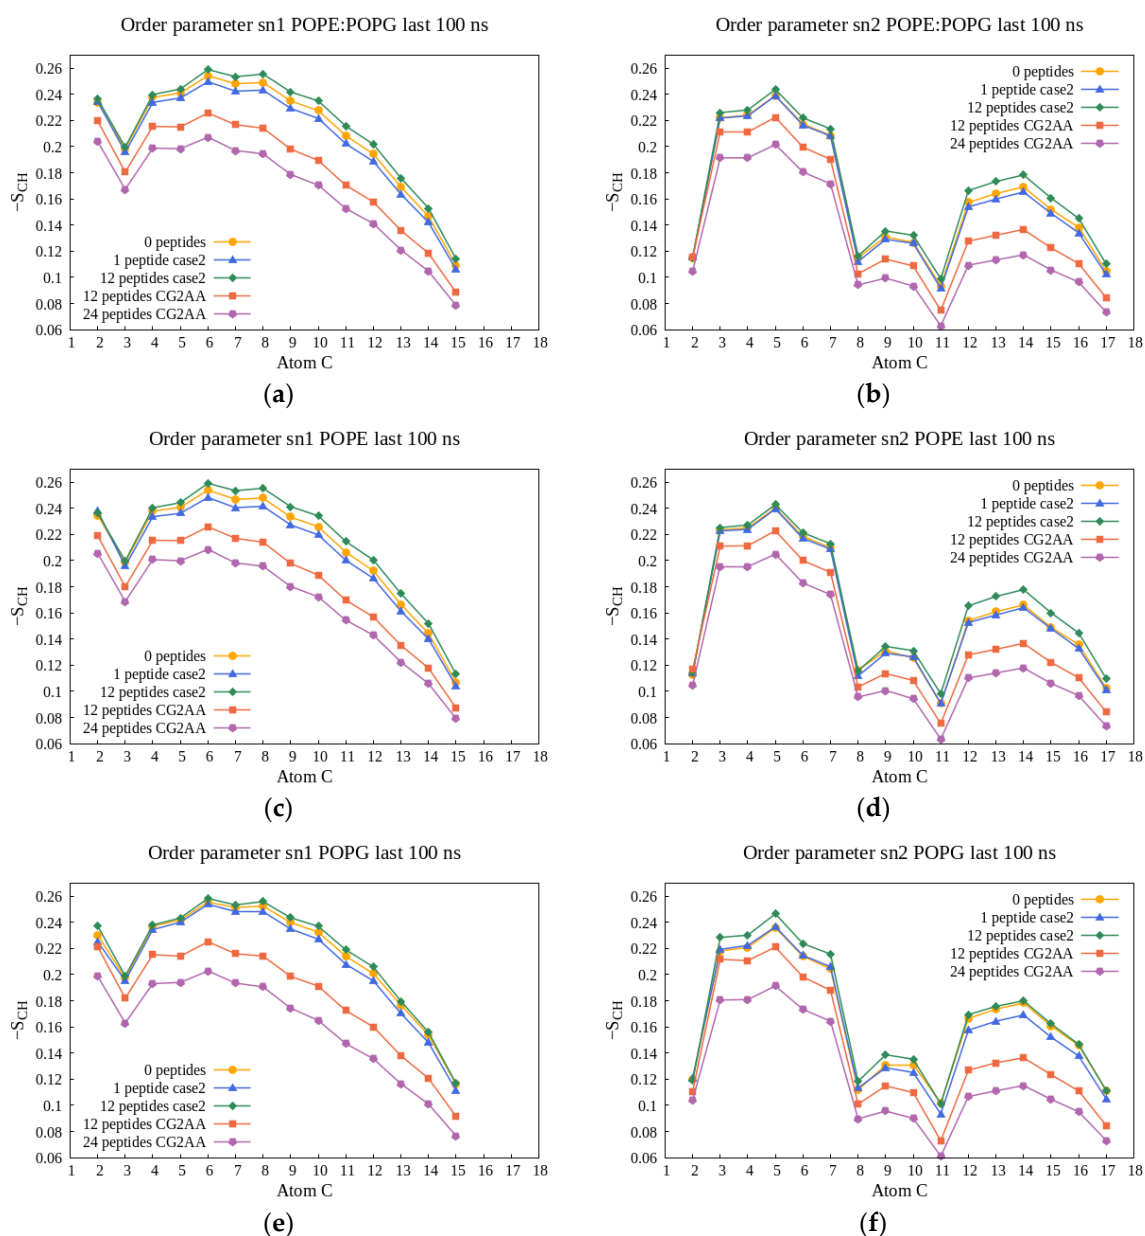 Order parameter sn1 POPE:POPG last 100 ns
−S_CH
0.26
0.24
0.22
0.2
0.18
0.16
0.14
0.12
0.1
0.08
0.06
0 peptides
1 peptide case2
12 peptides case2
12 peptides CG2AA
24 peptides CG2AA
1 2 3 4 5 6 7 8 9 10 11 12 13 14 15 16 17 18
Atom C
(a)
Order parameter sn2 POPE:POPG last 100 ns
−S_CH
0.26
0.24
0.22
0.2
0.18
0.16
0.14
0.12
0.1
0.08
0.06
0 peptides
1 peptide case2
12 peptides case2
12 peptides CG2AA
24 peptides CG2AA
1 2 3 4 5 6 7 8 9 10 11 12 13 14 15 16 17 18
Atom C
(b)
Order parameter sn1 POPE last 100 ns
−S_CH
0.26
0.24
0.22
0.2
0.18
0.16
0.14
0.12
0.1
0.08
0.06
0 peptides
1 peptide case2
12 peptides case2
12 peptides CG2AA
24 peptides CG2AA
1 2 3 4 5 6 7 8 9 10 11 12 13 14 15 16 17 18
Atom C
(c)
Order parameter sn2 POPE last 100 ns
−S_CH
0.26
0.24
0.22
0.2
0.18
0.16
0.14
0.12
0.1
0.08
0.06
0 peptides
1 peptide case2
12 peptides case2
12 peptides CG2AA
24 peptides CG2AA
1 2 3 4 5 6 7 8 9 10 11 12 13 14 15 16 17 18
Atom C
(d)
Order parameter sn1 POPG last 100 ns
−S_CH
0.26
0.24
0.22
0.2
0.18
0.16
0.14
0.12
0.1
0.08
0.06
0 peptides
1 peptide case2
12 peptides case2
12 peptides CG2AA
24 peptides CG2AA
1 2 3 4 5 6 7 8 9 10 11 12 13 14 15 16 17 18
Atom C
(e)
Order parameter sn2 POPG last 100 ns
−S_CH
0.26
0.24
0.22
0.2
0.18
0.16
0.14
0.12
0.1
0.08
0.06
0 peptides
1 peptide case2
12 peptides case2
12 peptides CG2AA
24 peptides CG2AA
1 2 3 4 5 6 7 8 9 10 11 12 13 14 15 16 17 18
Atom C
(f)